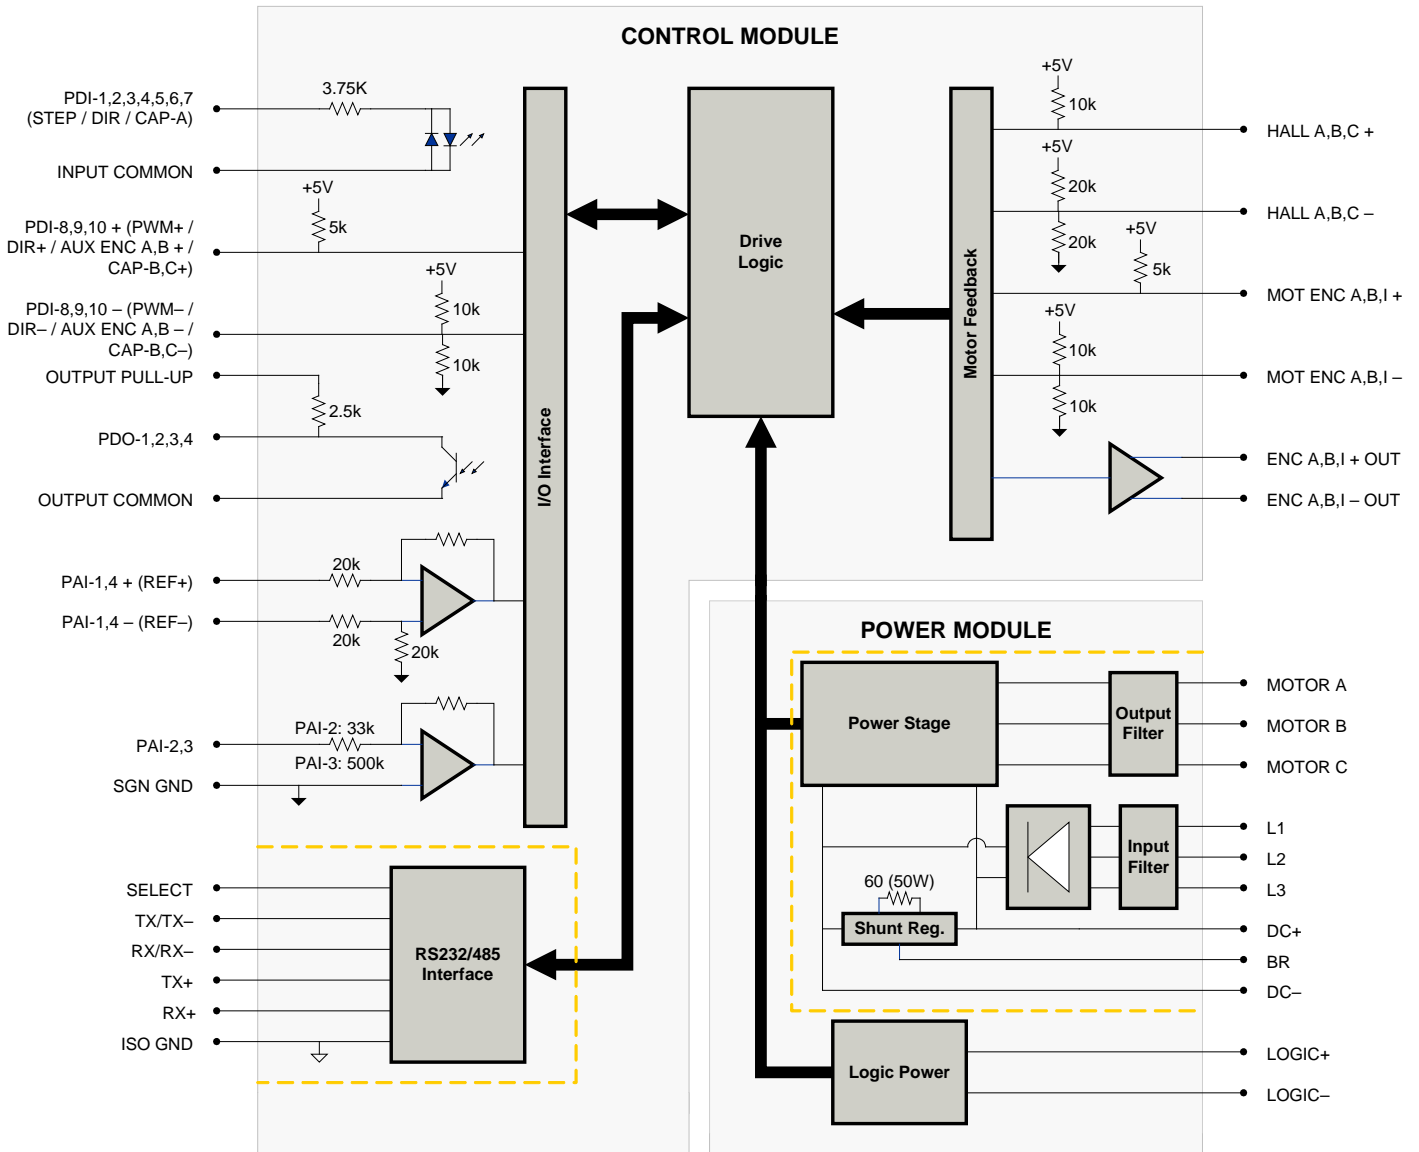 CONTROL MODULE
PDI-1,2,3,4,5,6,7
(STEP / DIR / CAP-A)
3.75K
INPUT COMMON
+5V
5k
PDI-8,9,10 + (PWM+ /
DIR+ / AUX ENC A,B + /
CAP-B,C+)
+5V
10k
PDI-8,9,10 – (PWM– /
DIR– / AUX ENC A,B – /
CAP-B,C–)
10k
OUTPUT PULL-UP
2.5k
PDO-1,2,3,4
OUTPUT COMMON
PAI-1,4 + (REF+)
20k
PAI-1,4 – (REF–)
20k
20k
PAI-2,3
PAI-2: 33k
PAI-3: 500k
SGN GND
I/O Interface
Drive
Logic
Motor Feedback
+5V
10k
HALL A,B,C +
+5V
20k
HALL A,B,C –
20k
+5V
5k
MOT ENC A,B,I +
+5V
10k
MOT ENC A,B,I –
10k
ENC A,B,I + OUT
ENC A,B,I – OUT
SELECT
TX/TX–
RX/RX–
TX+
RX+
ISO GND
RS232/485
Interface
POWER MODULE
Power Stage
Output
Filter
MOTOR A
MOTOR B
MOTOR C
Input
Filter
L1
L2
L3
60 (50W)
Shunt Reg.
DC+
BR
DC–
Logic Power
LOGIC+
LOGIC–